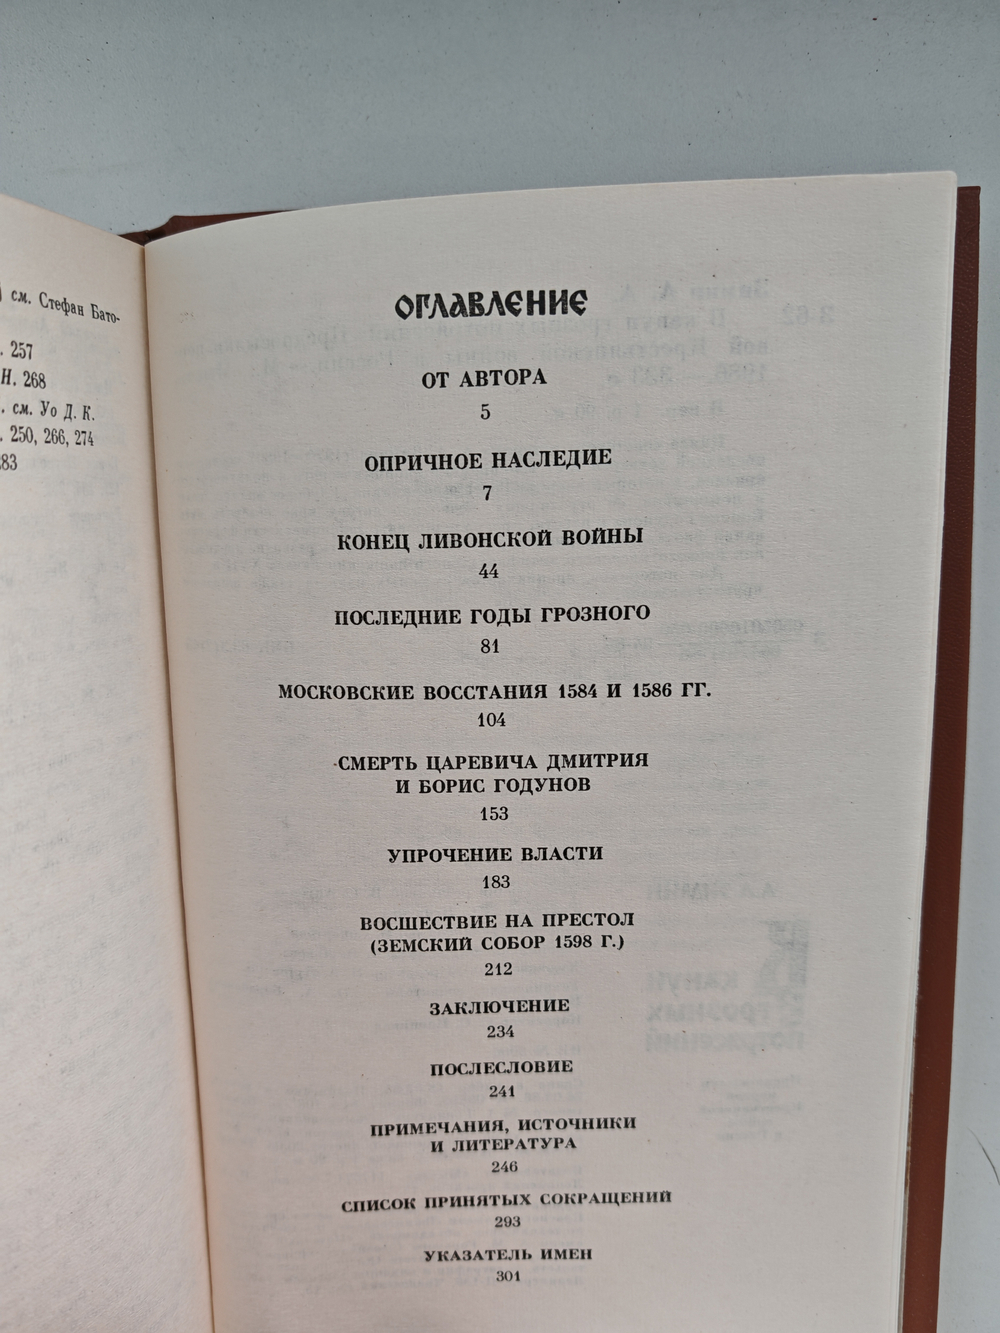 см. Стефан Бато-
. 257
Н. 268
. см. Уо Д. К.
. 250, 266, 274
283
ОГЛАВЛЕНИЕ
ОТ АВТОРА
5
ОПРИЧНОЕ НАСЛЕДИЕ
7
КОНЕЦ ЛИВОНСКОЙ ВОЙНЫ
44
ПОСЛЕДНИЕ ГОДЫ ГРОЗНОГО
81
МОСКОВСКИЕ ВОССТАНИЯ 1584 И 1586 ГГ.
104
СМЕРТЬ ЦАРЕВИЧА ДМИТРИЯ
И БОРИС ГОДУНОВ
153
УПРОЧЕНИЕ ВЛАСТИ
183
ВОСШЕСТВИЕ НА ПРЕСТОЛ
(ЗЕМСКИЙ СОБОР 1598 Г.)
212
ЗАКЛЮЧЕНИЕ
234
ПОСЛЕСЛОВИЕ
241
ПРИМЕЧАНИЯ, ИСТОЧНИКИ
И ЛИТЕРАТУРА
246
СПИСОК ПРИНЯТЫХ СОКРАЩЕНИЙ
293
УКАЗАТЕЛЬ ИМЕН
301